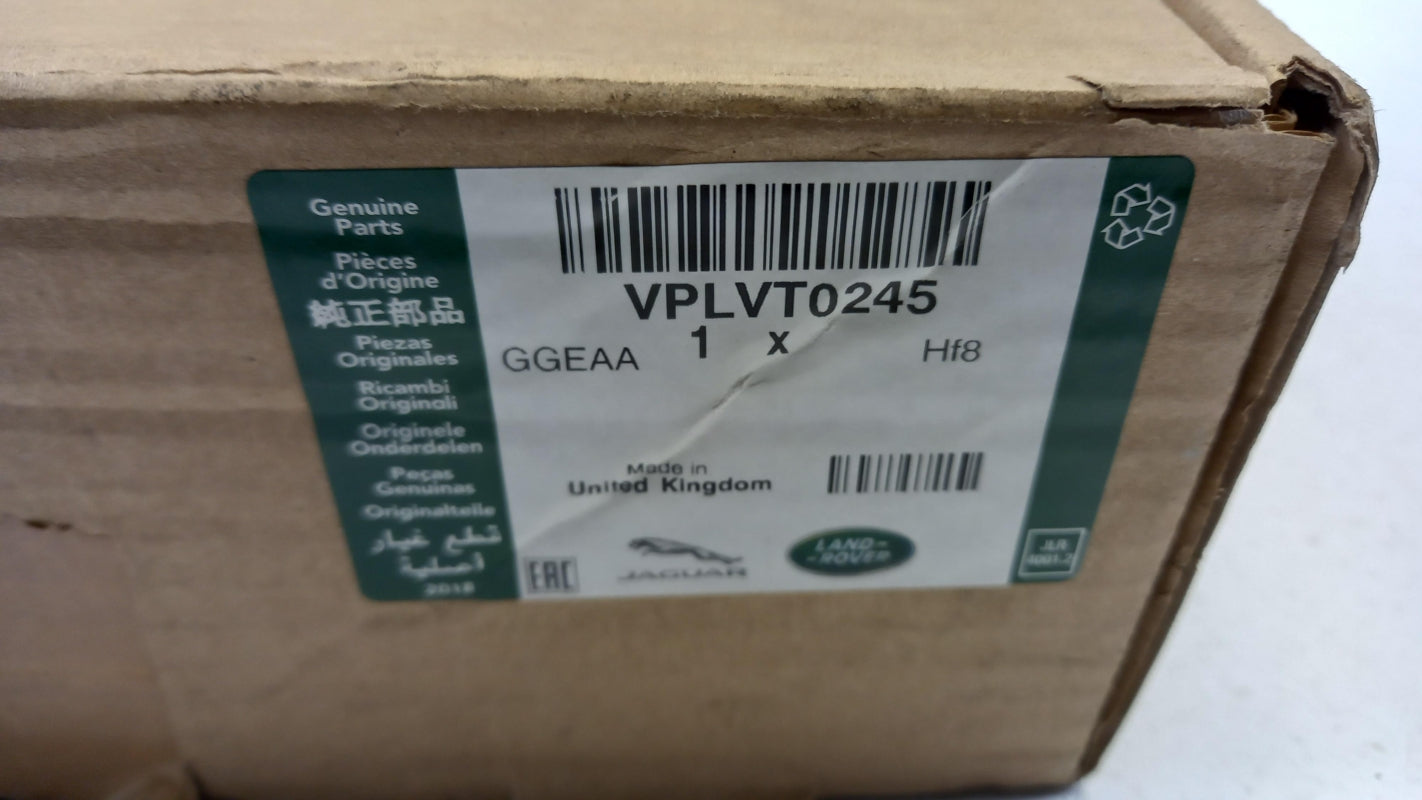 Genuine
Parts
Pièces
d'Origine
純正部品
Piezas
Originales
Ricambi
Originali
Originele
Onderdelen
Peças
Genuinas
Originalteile
قطع غيار
أصلية
2018
VPLVT0245
1 x
GGEAA
Hf8
Made in
United Kingdom
EAC
JAGUAR
LAND-
-ROVER
JLR
4001.2